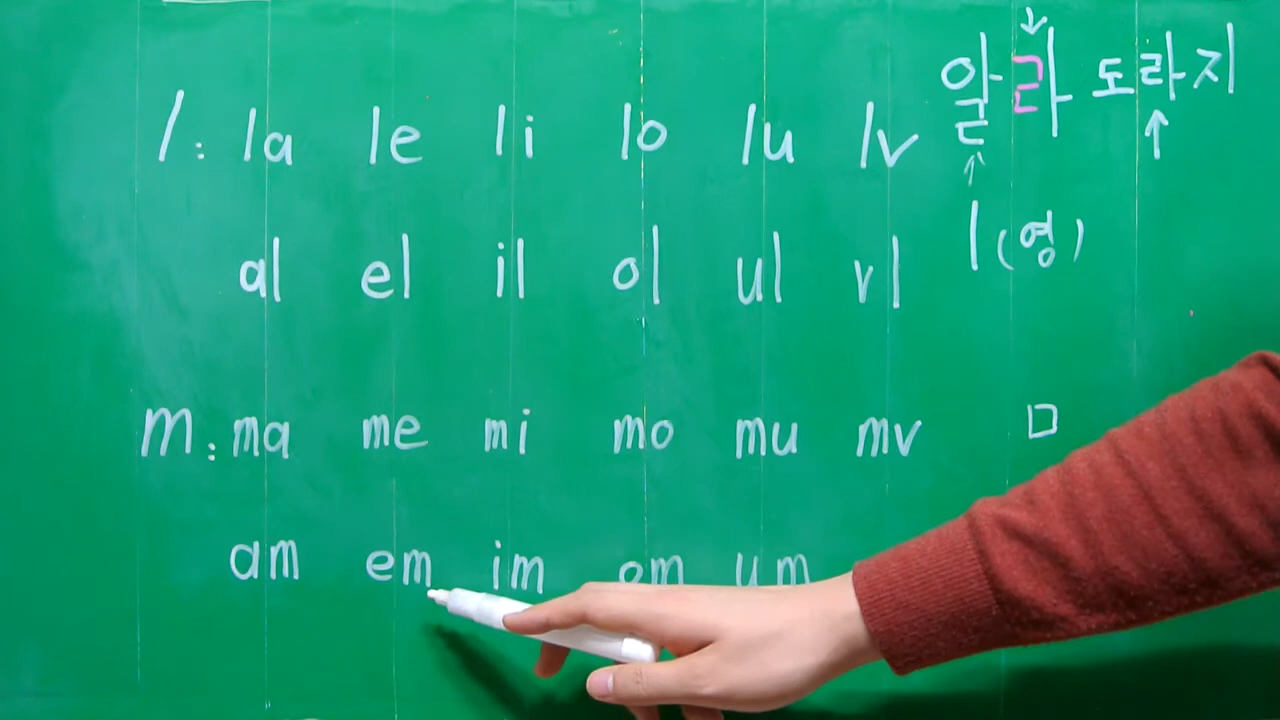 알라 도라지
l : la le li lo lu lv
al el il ol ul vl
l (영)
m : ma me mi mo mu mv
ㅁ
am em im om um